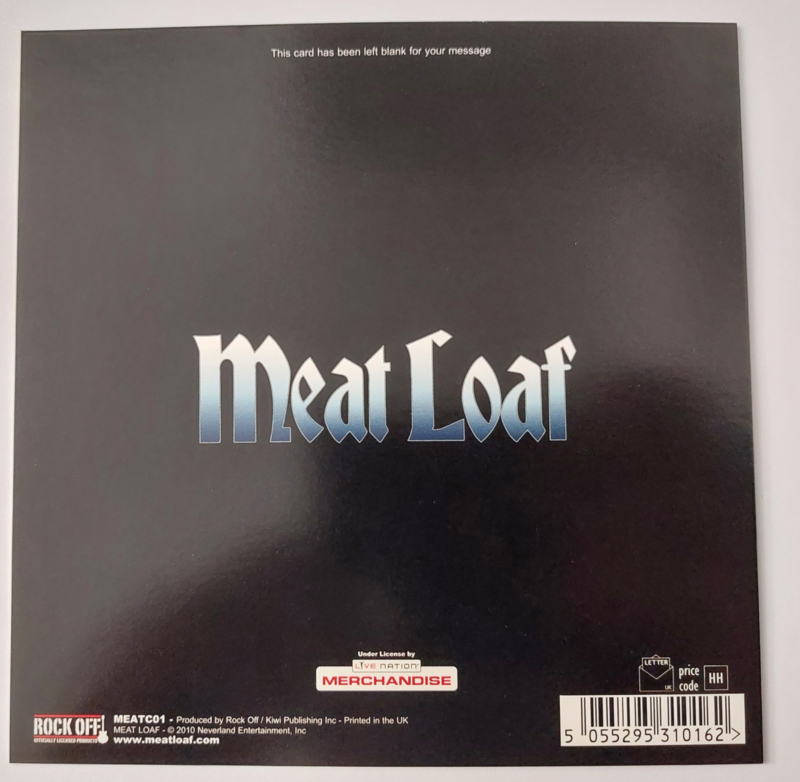 This card has been left blank for your message
Meat Loaf
Under License by
LIVE NATION
MERCHANDISE
LETTER
UK
price
code
HH
ROCK OFF!
OFFICIALLY LICENSED PRODUCTS
MEATC01 - Produced by Rock Off / Kiwi Publishing Inc - Printed in the UK
MEAT LOAF - © 2010 Neverland Entertainment, Inc
www.meatloaf.com
5 055295 310162 >